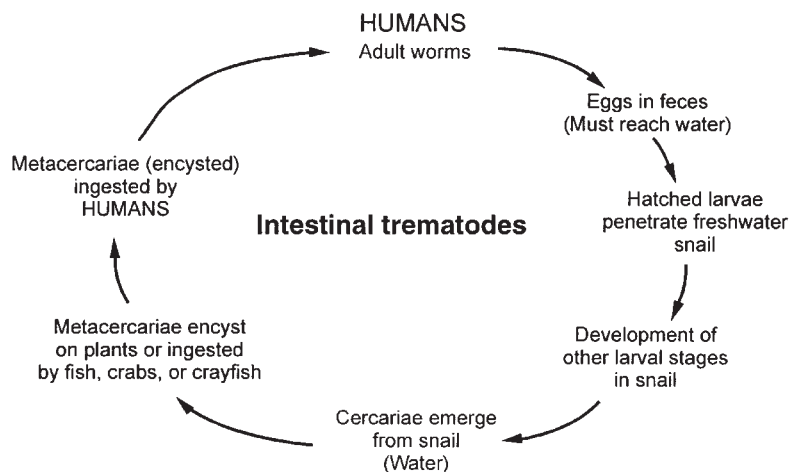 HUMANS
Adult worms
Eggs in feces
(Must reach water)
Hatched larvae
penetrate freshwater
snail
Development of
other larval stages
in snail
Cercariae emerge
from snail
(Water)
Metacercariae encyst
on plants or ingested
by fish, crabs, or crayfish
Metacercariae (encysted)
ingested by
HUMANS
Intestinal trematodes